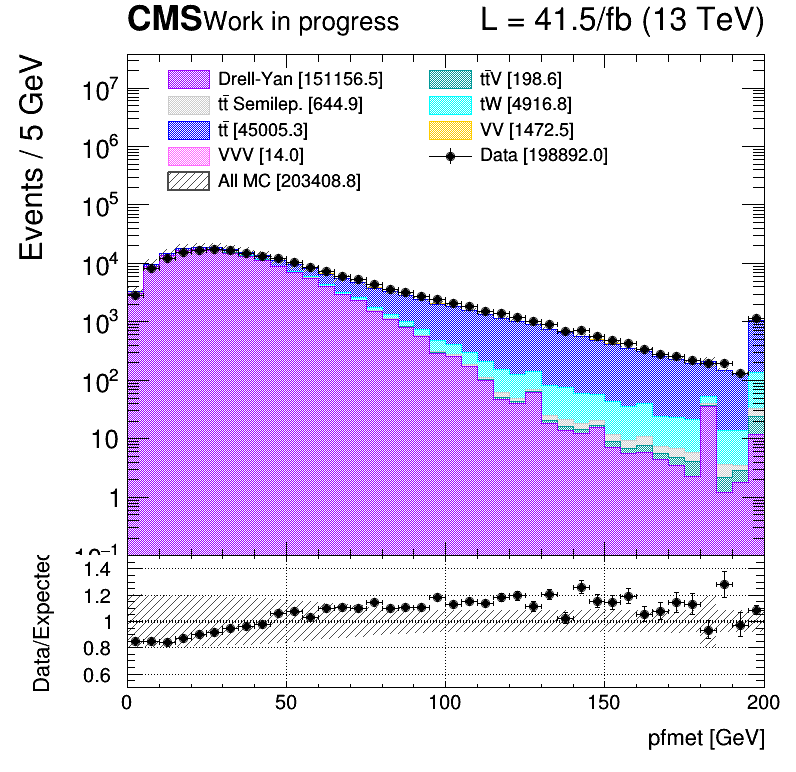 CMS Work in progress L = 41.5/fb (13 TeV)
Events / 5 GeV
Drell-Yan [151156.5]
tt̄ Semilep. [644.9]
tt̄ [45005.3]
VVV [14.0]
All MC [203408.8]
tt̄V [198.6]
tW [4916.8]
VV [1472.5]
Data [198892.0]
10⁷
10⁶
10⁵
10⁴
10³
10²
10
1
10⁻¹
Data/Expected
1.4
1.2
1
0.8
0.6
0 50 100 150 200
pfmet [GeV]